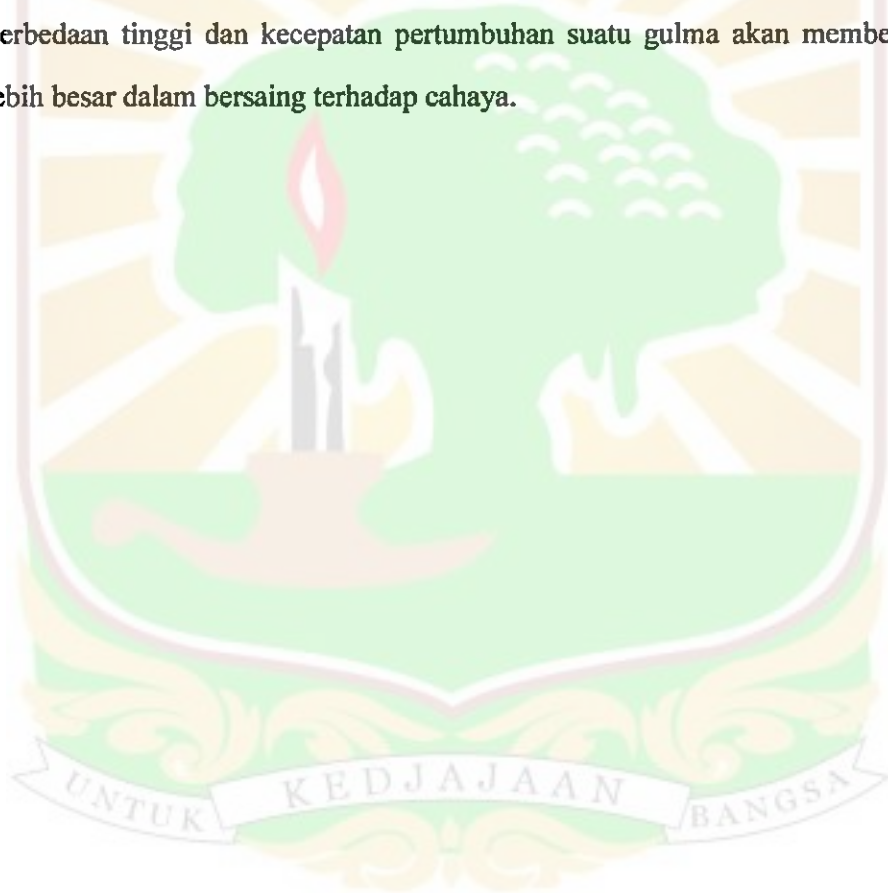 erbedaan tinggi dan kecepatan pertumbuhan suatu gulma akan membe
ebih besar dalam bersaing terhadap cahaya.
UNTUK KEDJAJAAN BANGSA